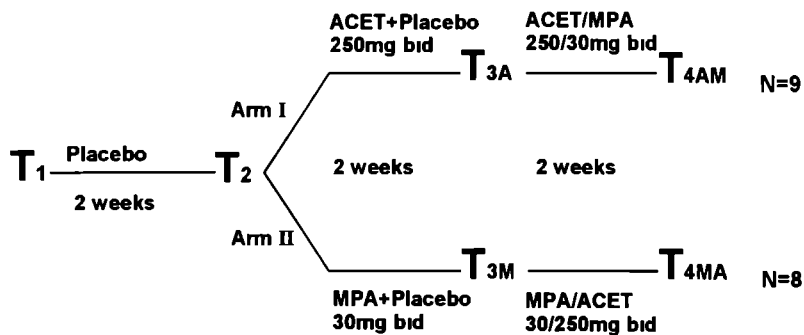 ACET+Placebo ACET/MPA
250mg bid 250/30mg bid
T3A T4AM N=9
Arm I
Placebo
T1 T2 2 weeks 2 weeks
2 weeks
Arm II
T3M T4MA N=8
MPA+Placebo MPA/ACET
30mg bid 30/250mg bid